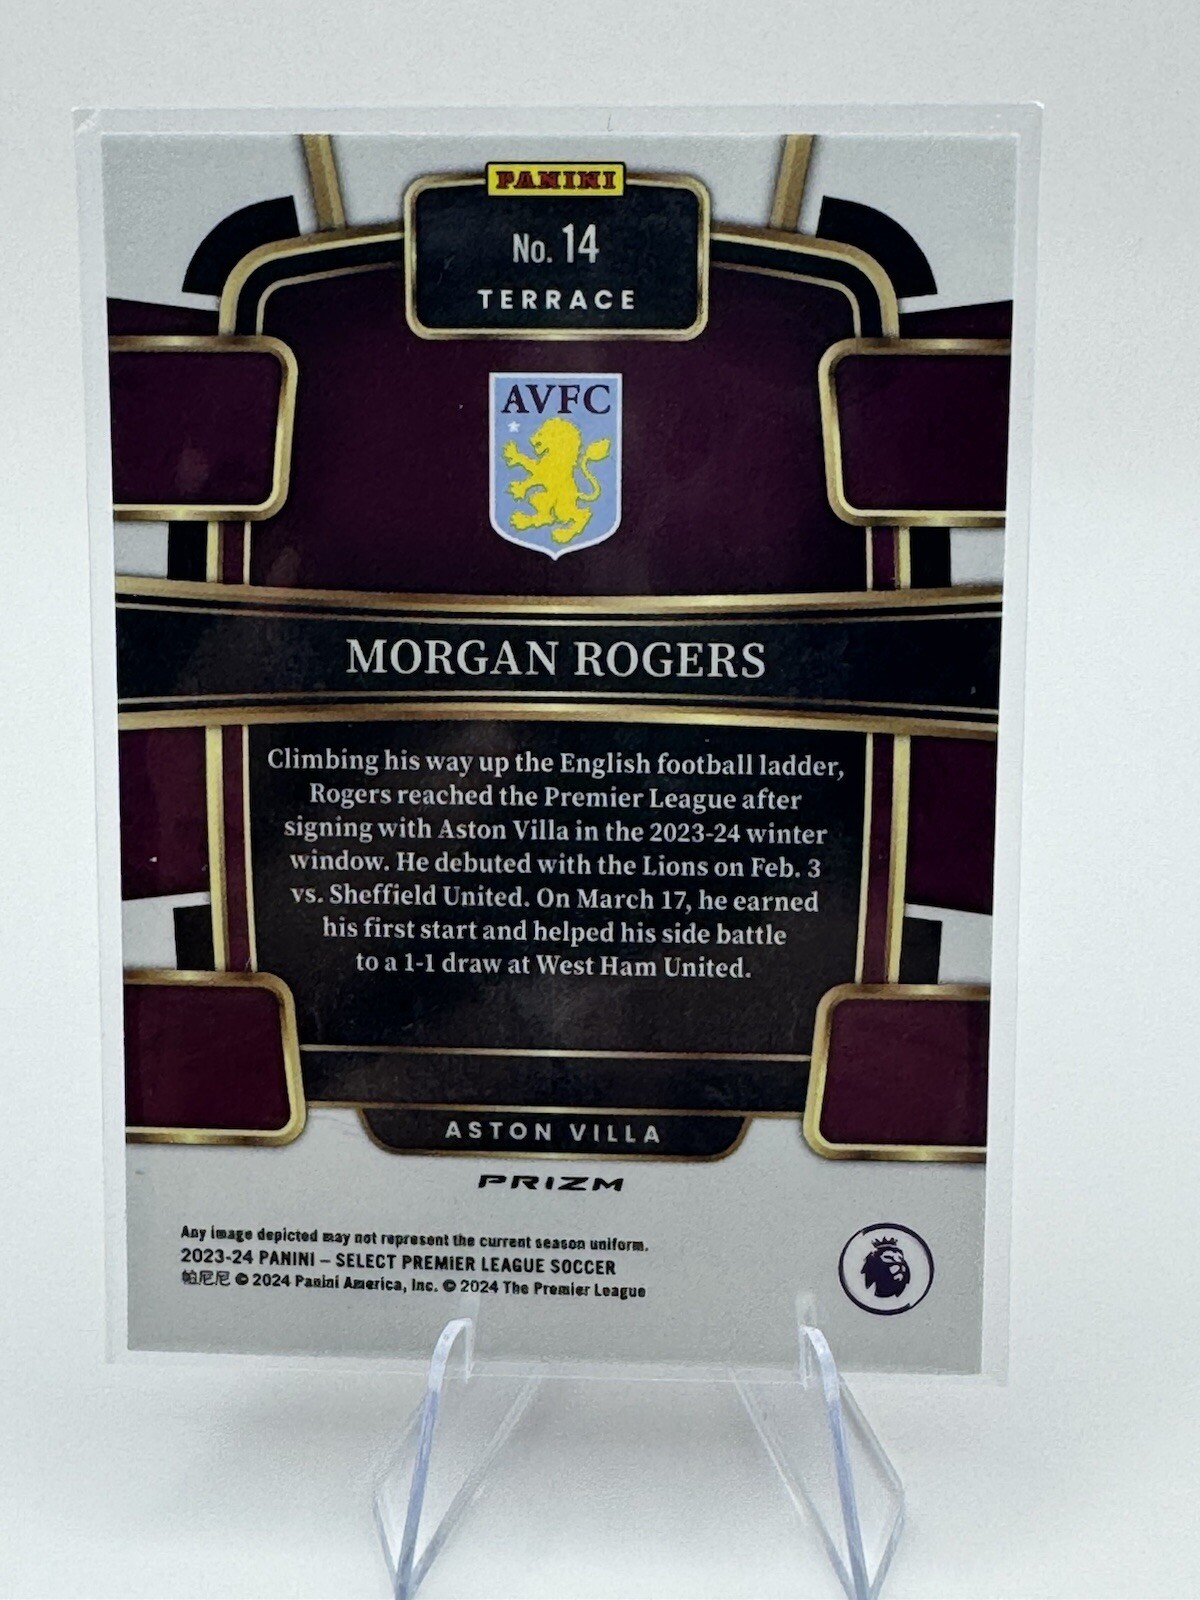 PANINI
No. 14
TERRACE
AVFC
MORGAN ROGERS
Climbing his way up the English football ladder,
Rogers reached the Premier League after
signing with Aston Villa in the 2023-24 winter
window. He debuted with the Lions on Feb. 3
vs. Sheffield United. On March 17, he earned
his first start and helped his side battle
to a 1-1 draw at West Ham United.
ASTON VILLA
PRIZM
Any image depicted may not represent the current season uniform.
2023-24 PANINI – SELECT PREMIER LEAGUE SOCCER
帕尼尼 © 2024 Panini America, Inc. © 2024 The Premier League